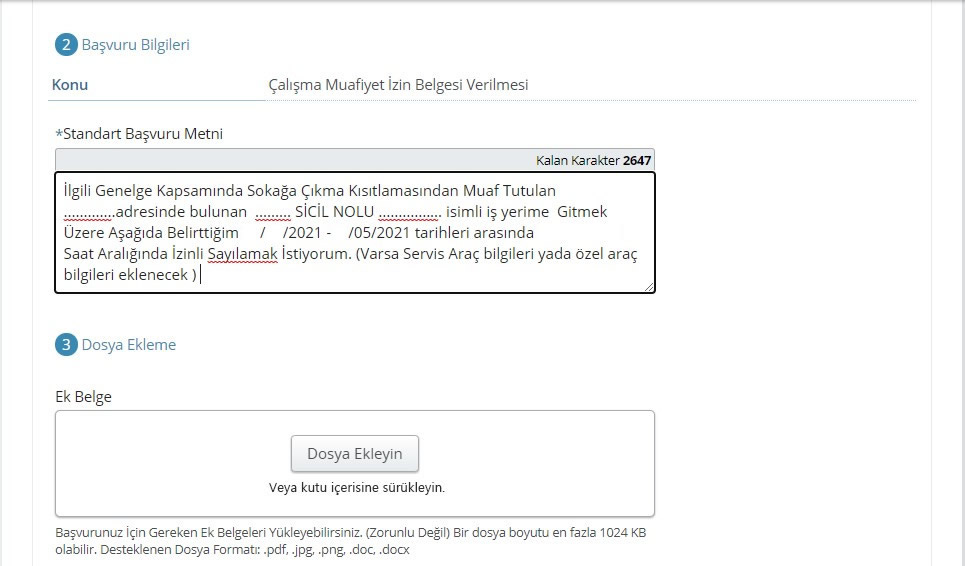 2 Başvuru Bilgileri
Konu Çalışma Muafiyet İzin Belgesi Verilmesi
*Standart Başvuru Metni
Kalan Karakter 2647
İlgili Genelge Kapsamında Sokağa Çıkma Kısıtlamasından Muaf Tutulan
.............adresinde bulunan ......... SİCİL NOLU ................ isimli iş yerime Gitmek
Üzere Aşağıda Belirttiğim / /2021 - /05/2021 tarihleri arasında
Saat Aralığında İzinli Sayılamak İstiyorum. (Varsa Servis Araç bilgileri yada özel araç
bilgileri eklenecek )
3 Dosya Ekleme
Ek Belge
Dosya Ekleyin
Veya kutu içerisine sürükleyin.
Başvurunuz İçin Gereken Ek Belgeleri Yükleyebilirsiniz. (Zorunlu Değil) Bir dosya boyutu en fazla 1024 KB
olabilir. Desteklenen Dosya Formatı: .pdf, .jpg, .png, .doc, .docx